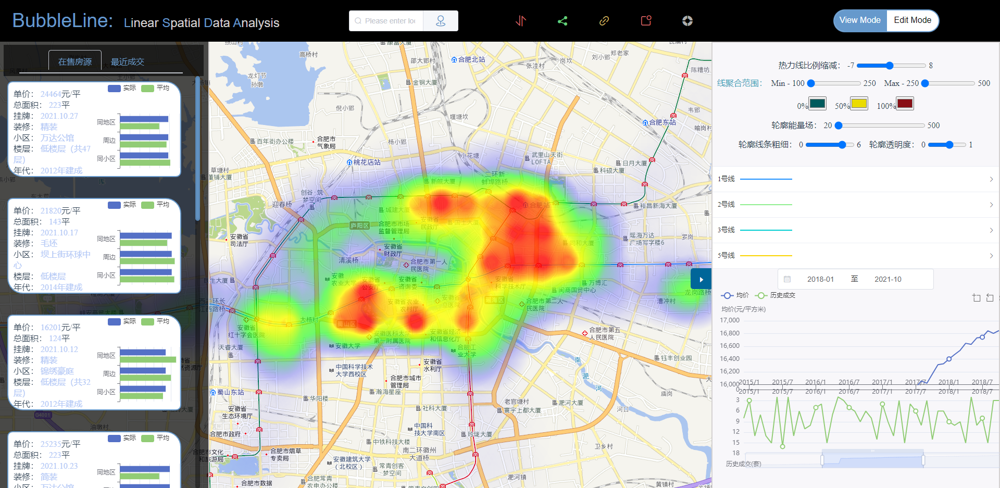 BubbleLine: Linear Spatial Data Analysis
Please enter loc
View Mode
Edit Mode
在售房源
最近成交
单价： 24464元/平
总面积： 223平
挂牌： 2021.10.27
装修： 精装
小区： 万达公馆
楼层： 低楼层（共47
层）
年代： 2012年建成
实际
平均
同地区
周边
同小区
单价： 21820元/平
总面积： 143平
挂牌： 2021.10.17
装修： 毛坯
小区： 坝上街环球中
心
楼层： 低楼层
年代： 2014年建成
实际
平均
同地区
周边
同小区
单价： 16201元/平
总面积： 124平
挂牌： 2021.10.12
装修： 精装
小区： 锦绣豪庭
楼层： 低楼层（共32
层）
年代： 2012年建成
实际
平均
同地区
周边
同小区
G4001
油墩村
单价： 25235元/平
总面积： 223平
挂牌： 2021.10.23
装修： 简装
小区： 万达公馆
实际
平均
同地区
高桥村
龙灯节
孙墩
邵大郢村
合肥北站
张洼村
岗坎
刘小郢
郑老家
陈糟坊
金钢大厦
倪小郢
堰塘坎
韦郢
合肥东站
喻岗村
百年街办公楼
合肥市
气象局
杨小郢
小花塘
武里山天街
LOFTA
日月大厦
科硕大厦
桃花店站
草塘村
二环新
蚌埠路桥
新皖大厦
创谷·筑
梦空间
迎春桥
合肥站
裕昌新海大厦
城建大厦
庐阳区
合肥市市场
监督管理局
安徽省
民政厅
国土大厦
安徽省
司法厅
安徽省
财政厅
同和大厦
瑶海万达
广场写字楼6
罗岗
清溪桥
合肥市第一人
民医院
民生大厦
安徽
农业大学
安徽省
公安厅
合肥市
咨询委
安徽省
科学技术厅
万博汇
闽商国贸中心
龙岗路桥
漕冲村
西二环长
江西路桥
安徽省农业
农村厅
安徽省
立医院
瑶海区
合肥市第二人
民医院
大杨村
蜀山区
安徽省
红十字会医院
安徽医科大学
第一附属医院
安徽省经济
和信息化厅
合肥市第五
人民医院
天睿大厦
安徽大学
合肥工
业大学
钰丰创业园
中国科学技术
大学西校区
安徽省
水利厅
南
淝
河
合肥市城市
管理局
瀚海星座
蜀山东站
华阳楼
庙岗
老官塘村
淝河大厦
寰宇上都大厦
河口
安徽省
生态环境厅
社科大厦
合肥市政府
中国科
技大学南区
玲珑大厦
中铁科技大楼
卫乡村
合肥市文化
和旅游局
合肥市烟草
专卖局
南二环徽州
大道桥
安徽建筑大学
（北校区）
常青创客
·梦空间
合肥常青
农电办公楼
合肥市数据
淝河镇
黄镇村
热力线比例缩减： -7 8
线聚合范围： Min - 100 250 Max - 250 500
0% 50% 100%
轮廓能量场： 20 500
轮廓线条粗细： 0 6 轮廓透明度： 0 1
1号线
2号线
3号线
5号线
2018-01 至 2021-10
均价
历史成交
均价(元/平方米)
17,000
16,800
16,600
16,400
16,200
16,000
2015/1 2015/7 2016/1 2016/7 2017/1 2017/7 2018/1 2018/7
0
2015/1 2015/7 2016/1 2016/7 2017/1 2017/7 2018/1 2018/7
3
6
9
12
15
18
历史成交(套)